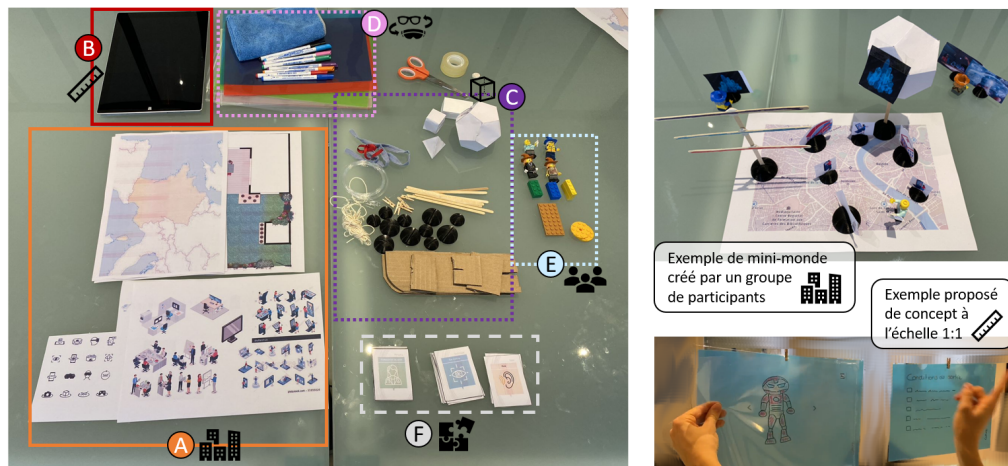 B
D
C
E
A
F
Exemple de mini-monde
créé par un groupe
de participants
Exemple proposé
de concept à
l'échelle 1:1